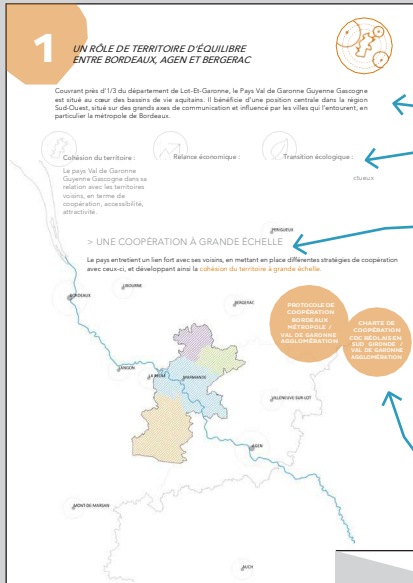 1
UN RÔLE DE TERRITOIRE D'ÉQUILIBRE
ENTRE BORDEAUX, AGEN ET BERGERAC
Couvrant près d'1/3 du département de Lot-Et-Garonne, le Pays Val de Garonne Guyenne Gascogne
est situé au cœur des bassins de vie aquitains. Il bénéficie d'une position centrale dans la région
Sud-Ouest, situé sur des grands axes de communication et influencé par les villes qui l'entourent, en
particulier la métropole de Bordeaux.
Cohésion du territoire :
Relance économique :
Transition écologique :
Le pays Val de Garonne
Guyenne Gascogne dans sa
relation avec les territoires
voisins, en terme de
coopération, accessibilité,
attractivité.
ctueux
PERIGUEUX
> UNE COOPÉRATION À GRANDE ÉCHELLE
Le pays entretient un lien fort avec ses voisins, en mettant en place différentes stratégies de coopération
avec ceux-ci, et développant ainsi la cohésion du territoire à grande échelle.
LIBOURNE
BORDEAUX
BERGERAC
PROTOCOLE DE
COOPÉRATION
BORDEAUX
MÉTROPOLE /
VAL DE GARONNE
AGGLOMÉRATION
CHARTE DE
COOPÉRATION
CDC RÉOLAIS EN
SUD GIRONDE /
VAL DE GARONNE
AGGLOMÉRATION
LANGON
LA REOLE
MARMANDE
VILLENEUVE-SUR-LOT
AGEN
MONT-DE-MARSAN
AUCH